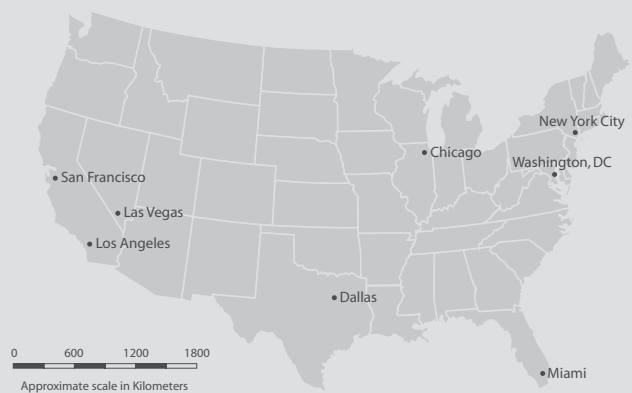 New York City
Chicago
Washington, DC
San Francisco
Las Vegas
Los Angeles
Dallas
0 600 1200 1800
Miami
Approximate scale in Kilometers